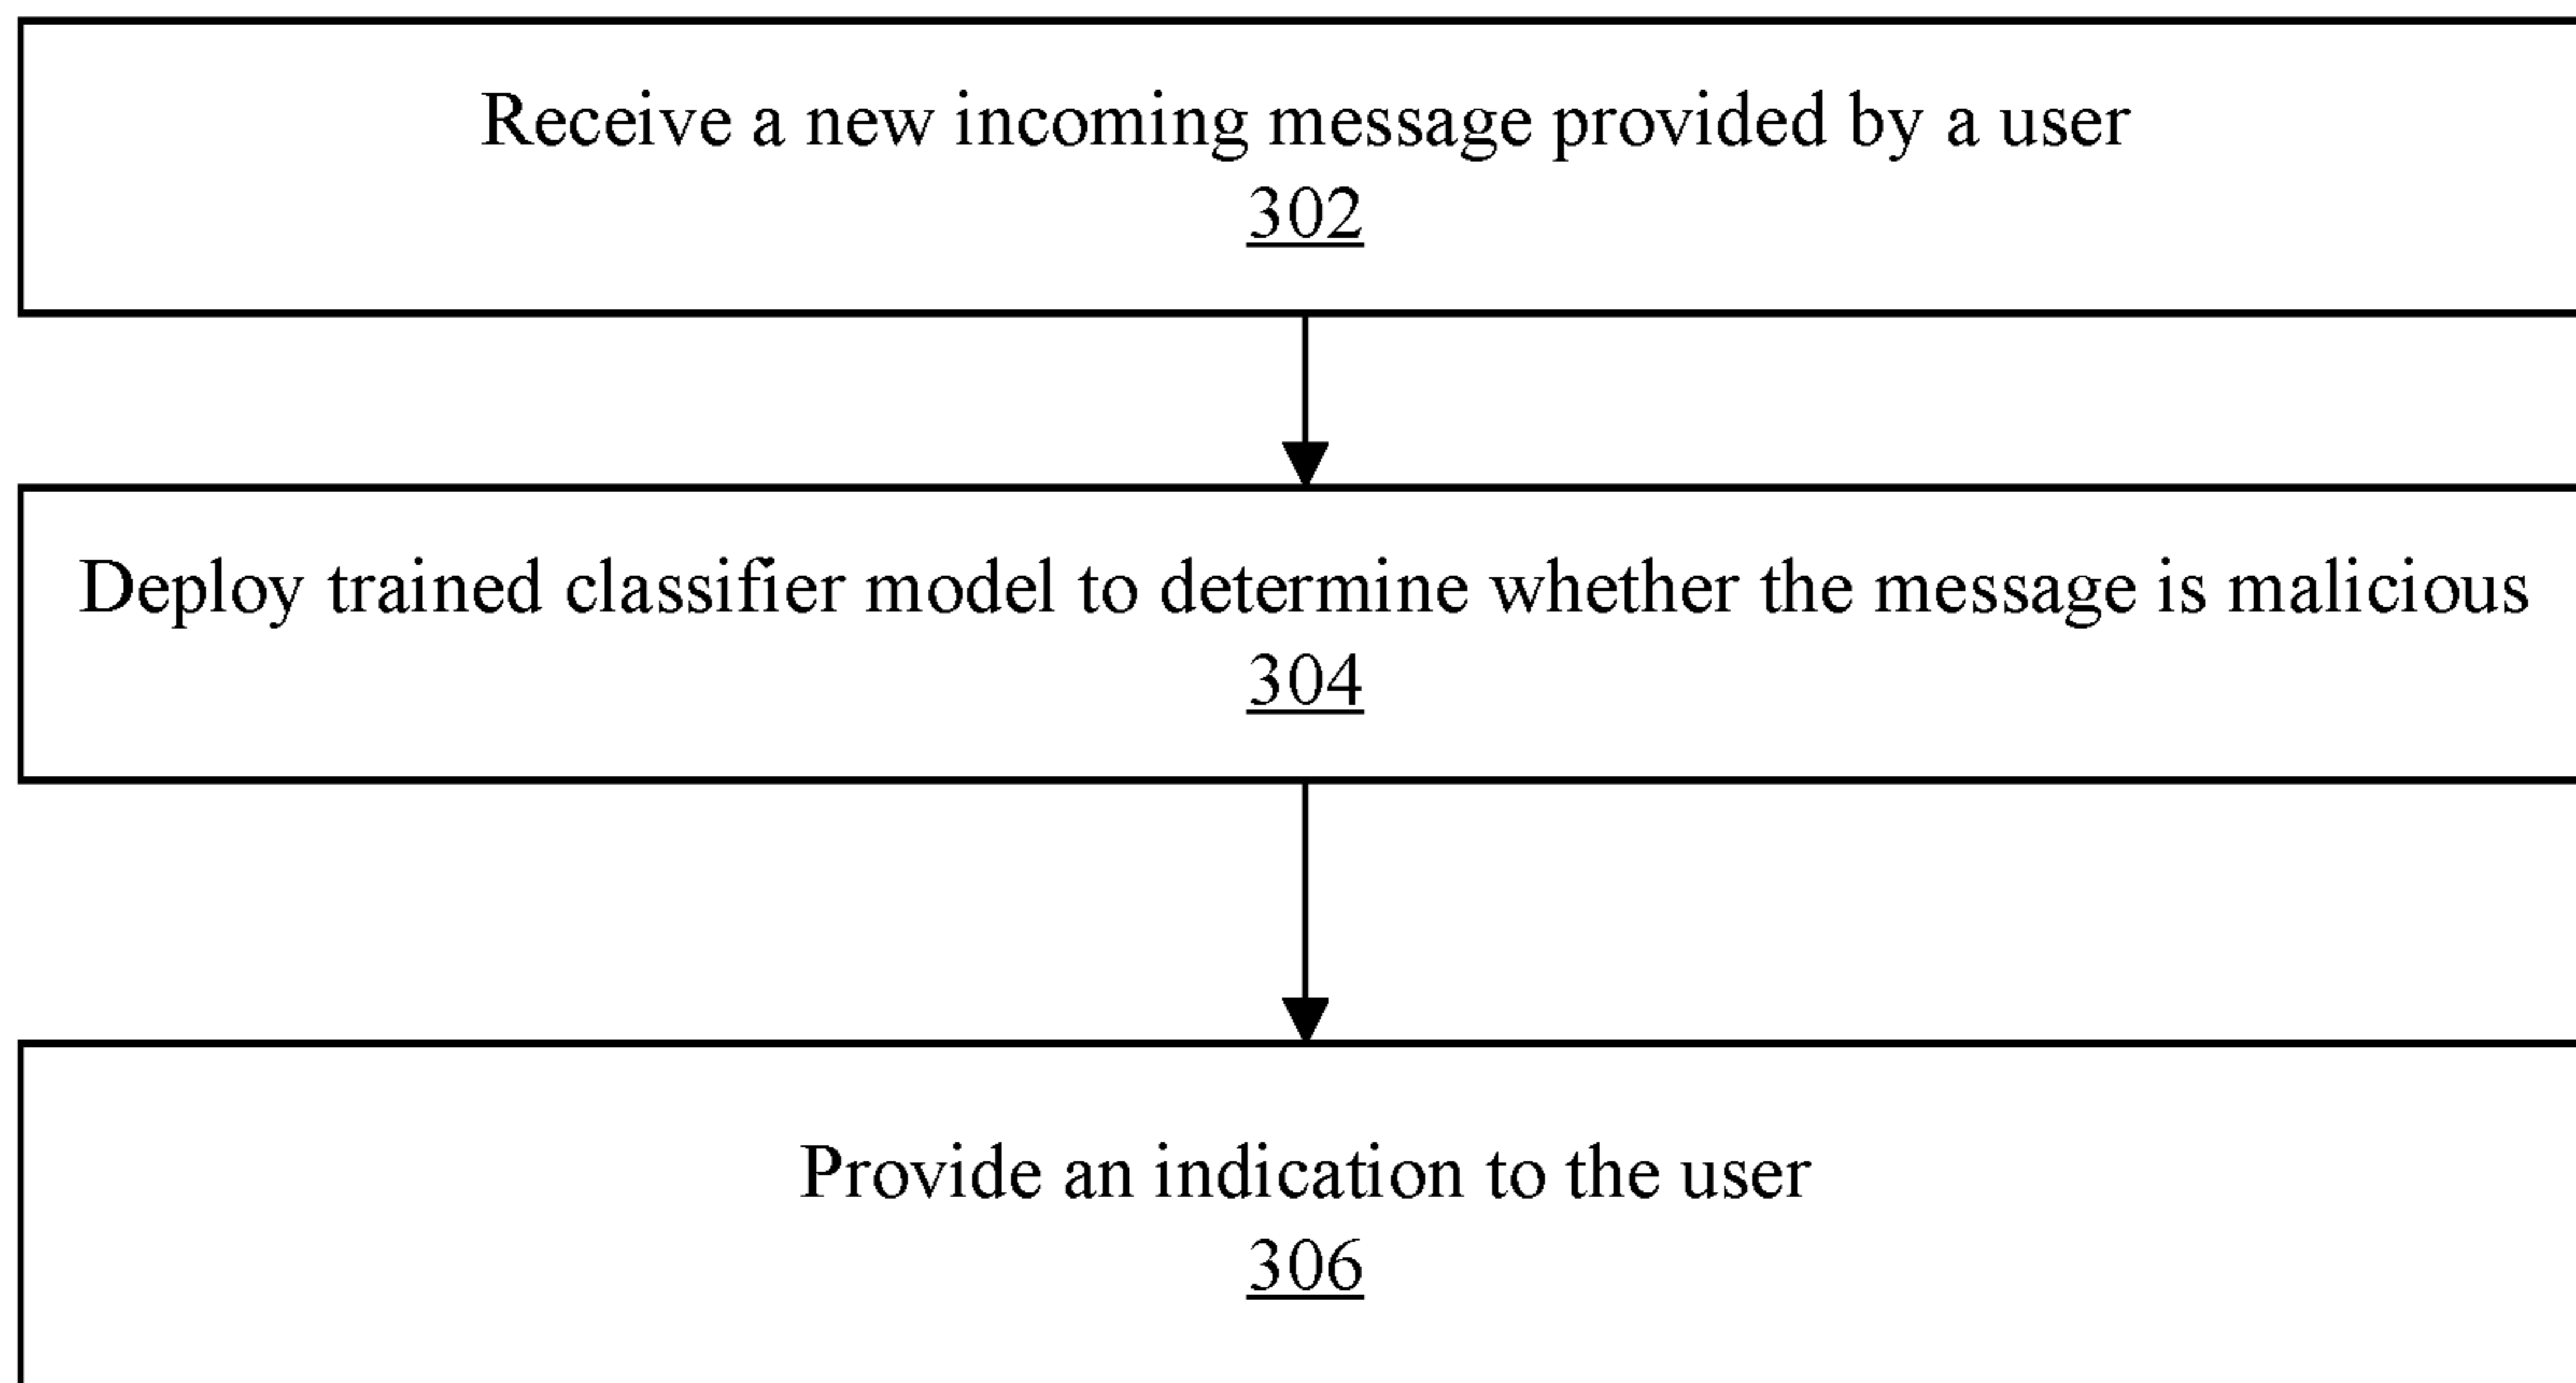 Receive a new incoming message provided by a user
302
Deploy trained classifier model to determine whether the message is malicious
304
Provide an indication to the user
306